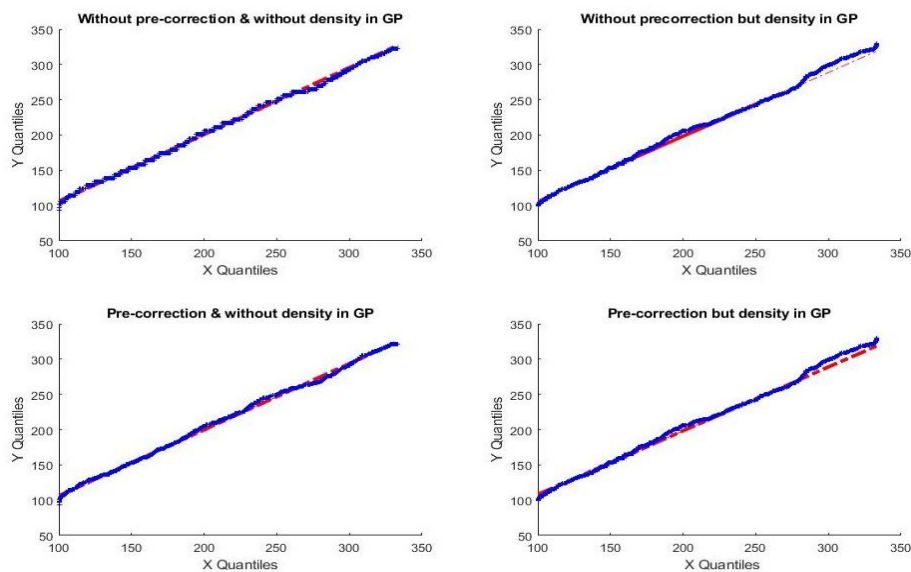 Without pre-correction & without density in GP
350
300
250
200
150
100
50
Y Quantiles
100 150 200 250 300 350
X Quantiles
Without precorrection but density in GP
350
300
250
200
150
100
50
Y Quantiles
100 150 200 250 300 350
X Quantiles
Pre-correction & without density in GP
350
300
250
200
150
100
50
Y Quantiles
100 150 200 250 300 350
X Quantiles
Pre-correction but density in GP
350
300
250
200
150
100
50
Y Quantiles
100 150 200 250 300 350
X Quantiles